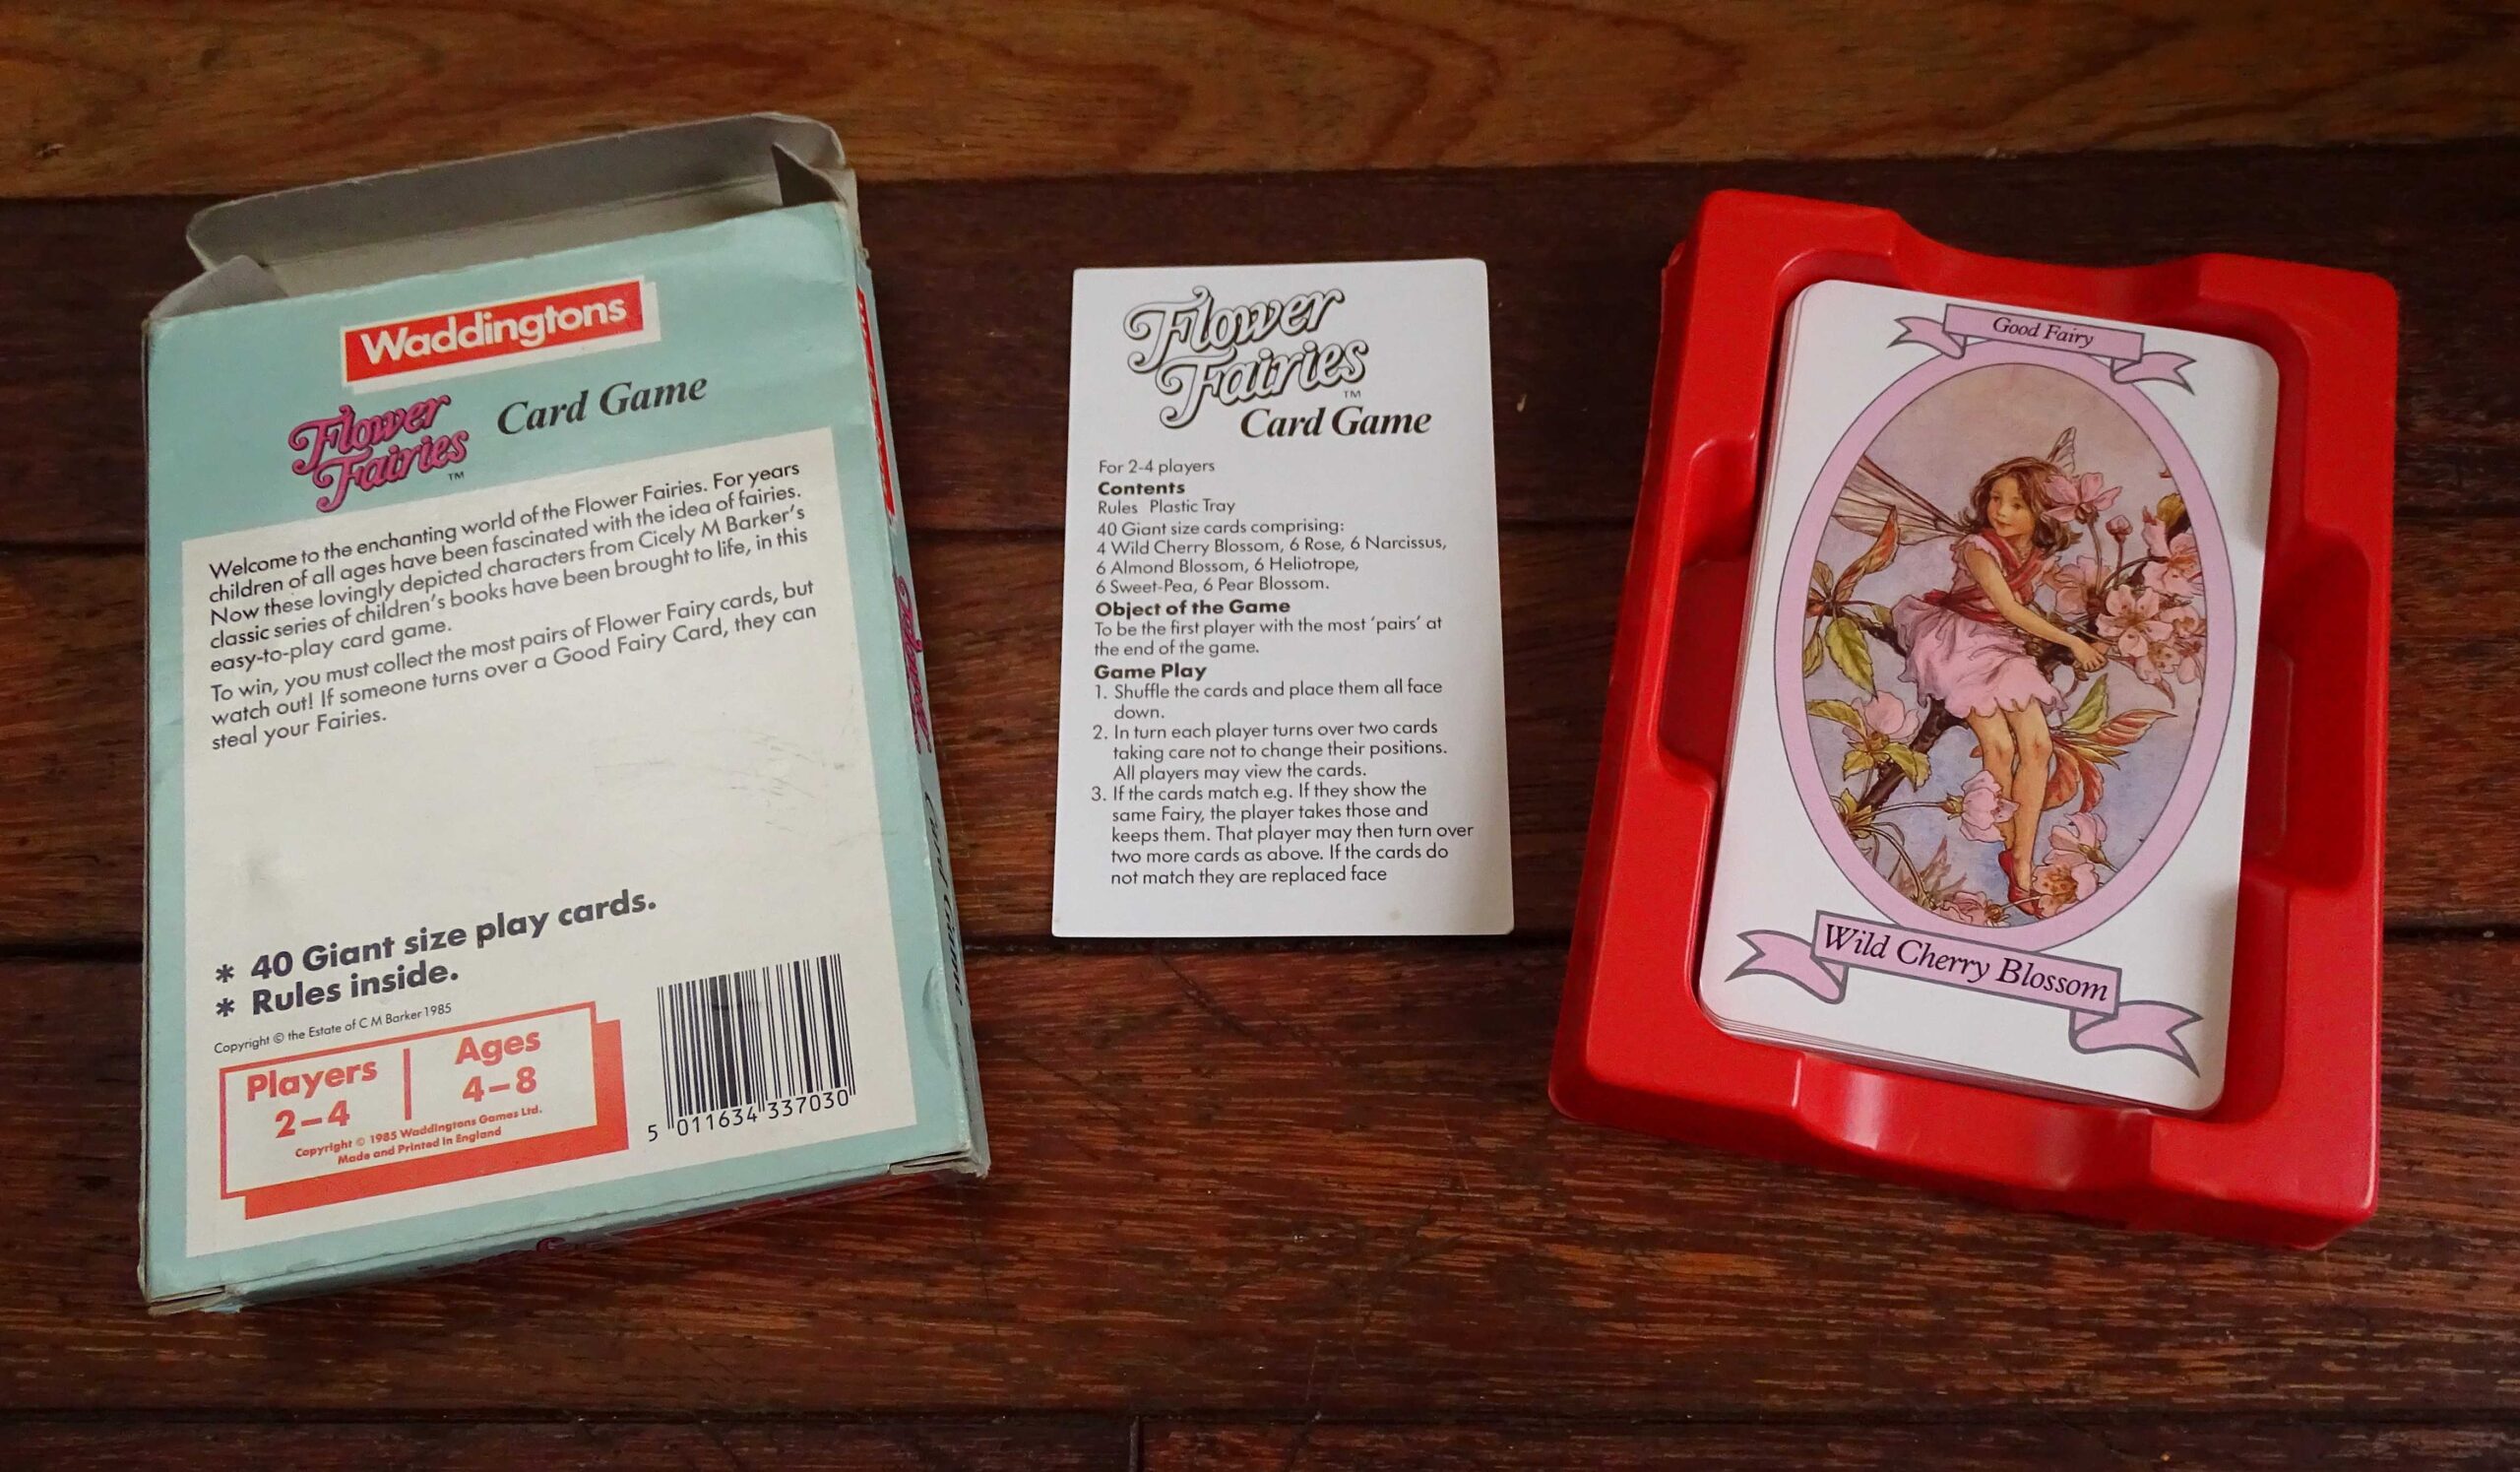 Waddingtons
Flower
Fairies
TM
Card Game
Welcome to the enchanting world of the Flower Fairies. For years
children of all ages have been fascinated with the idea of fairies.
Now these lovingly depicted characters from Cicely M Barker's
classic series of children's books have been brought to life, in this
easy-to-play card game.
To win, you must collect the most pairs of Flower Fairy cards, but
watch out! If someone turns over a Good Fairy Card, they can
steal your Fairies.
* 40 Giant size play cards.
* Rules inside.
Copyright © the Estate of C M Barker 1985
Players
2–4
Ages
4–8
Copyright © 1985 Waddingtons Games Ltd.
Made and Printed in England
5 011634 337030
Flower
Fairies
Card Game
Flower
Fairies
TM
Card Game
For 2-4 players
Contents
Rules Plastic Tray
40 Giant size cards comprising:
4 Wild Cherry Blossom, 6 Rose, 6 Narcissus,
6 Almond Blossom, 6 Heliotrope,
6 Sweet-Pea, 6 Pear Blossom.
Object of the Game
To be the first player with the most 'pairs' at
the end of the game.
Game Play
1. Shuffle the cards and place them all face
down.
2. In turn each player turns over two cards
taking care not to change their positions.
All players may view the cards.
3. If the cards match e.g. If they show the
same Fairy, the player takes those and
keeps them. That player may then turn over
two more cards as above. If the cards do
not match they are replaced face
Good Fairy
Wild Cherry Blossom